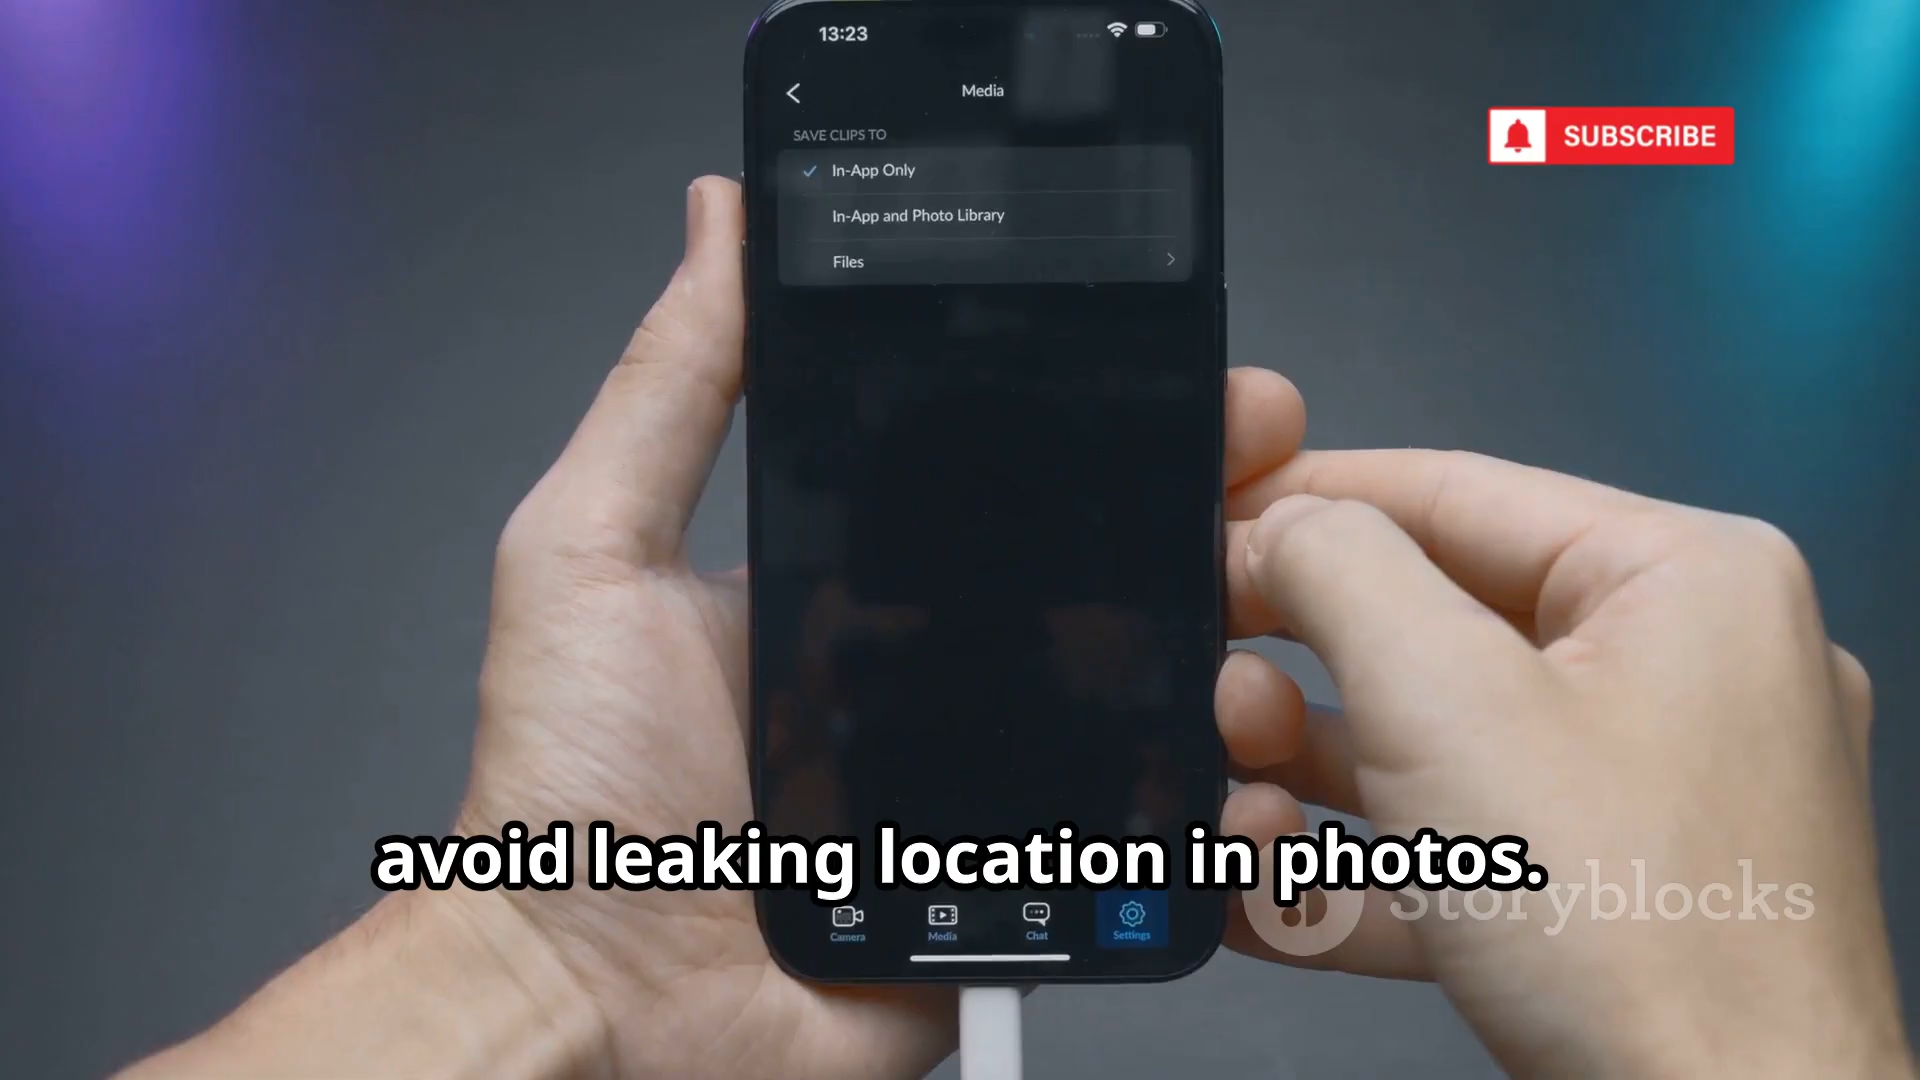 13:23
Media
SUBSCRIBE
SAVE CLIPS TO
In-App Only
In-App and Photo Library
Files
avoid leaking location in photos.
Storyblocks
Camera
Media
Chat
Settings